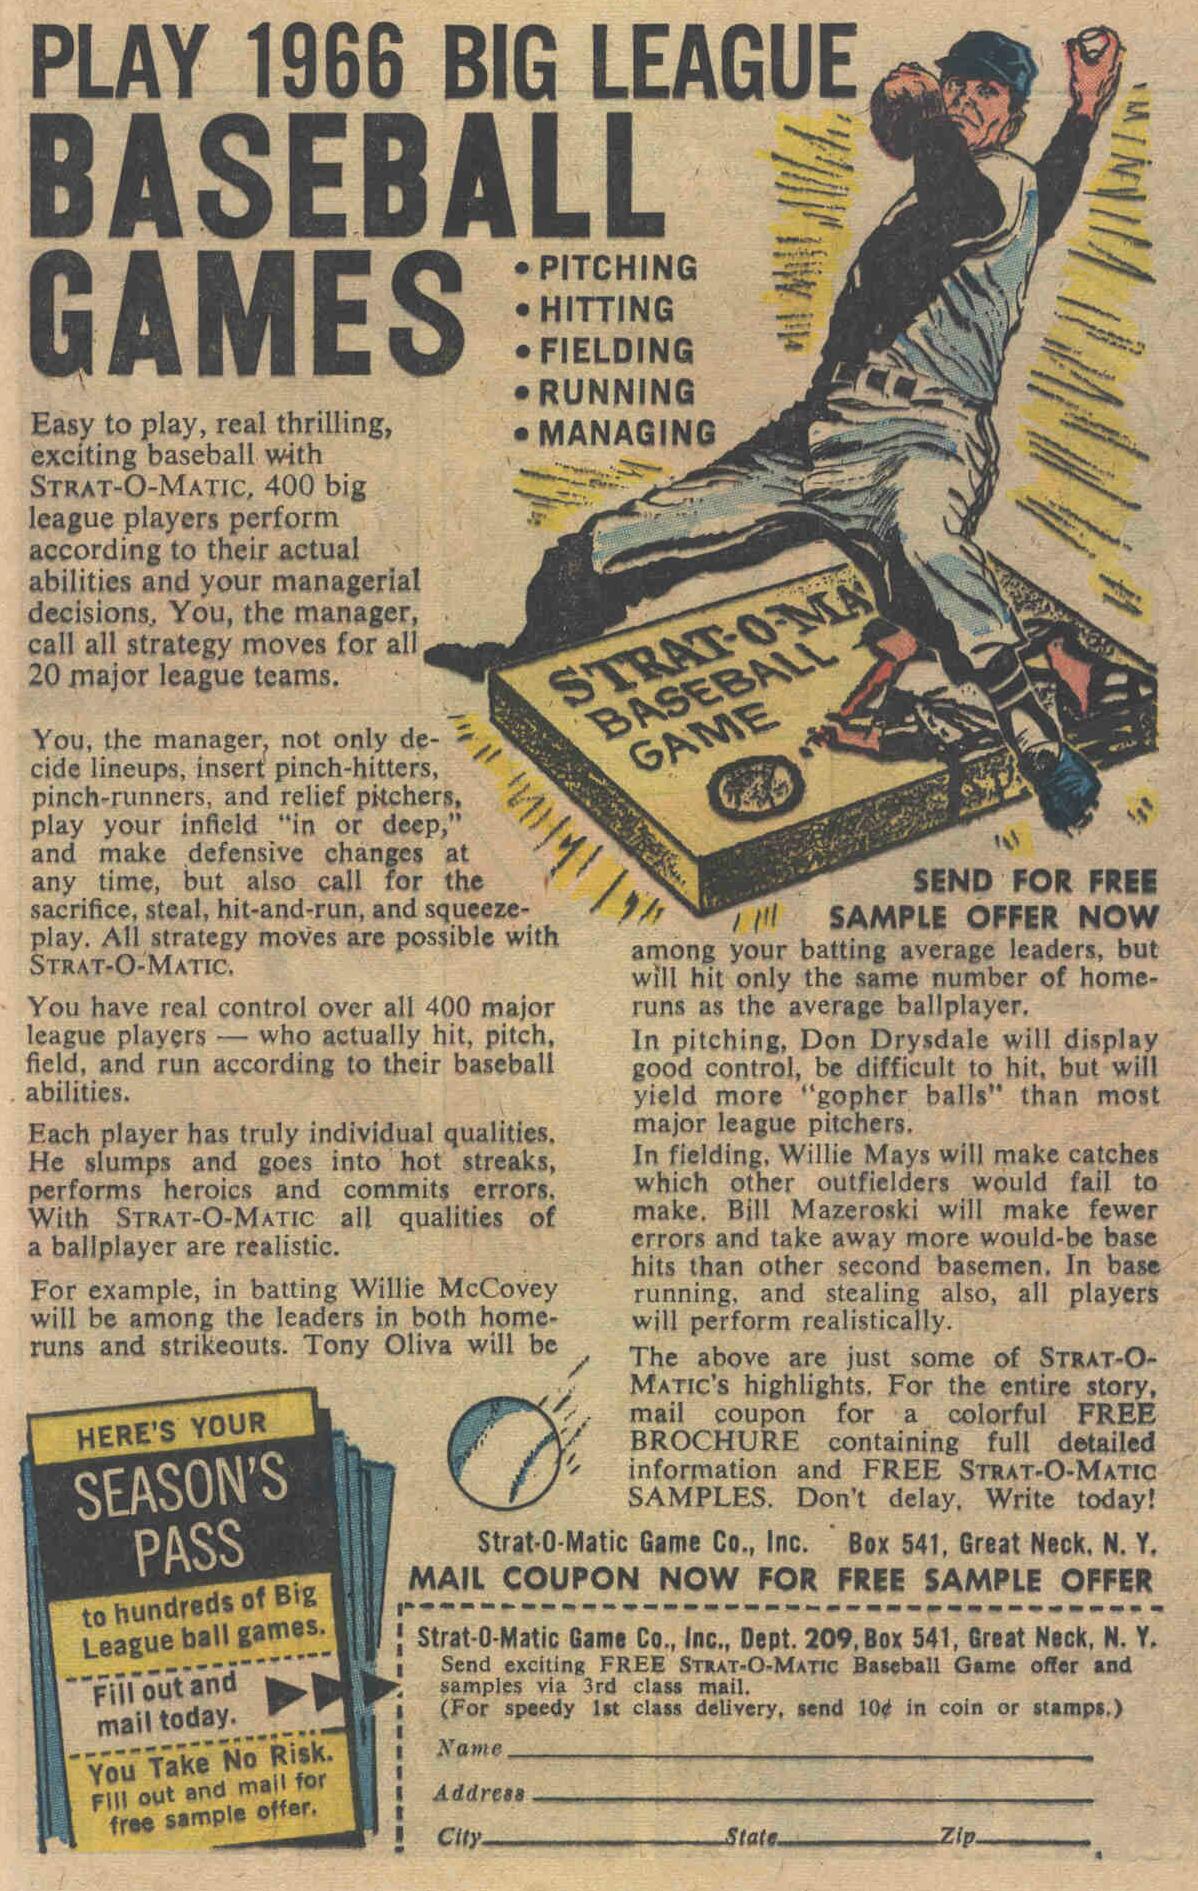 PLAY 1966 BIG LEAGUE
BASEBALL
GAMES
• PITCHING
• HITTING
• FIELDING
• RUNNING
• MANAGING
Easy to play, real thrilling,
exciting baseball with
STRAT-O-MATIC, 400 big
league players perform
according to their actual
abilities and your managerial
decisions. You, the manager,
call all strategy moves for all
20 major league teams.
STRAT-O-MA
BASEBALL
GAME
You, the manager, not only de-
cide lineups, insert pinch-hitters,
pinch-runners, and relief pitchers,
play your infield "in or deep,"
and make defensive changes at
any time, but also call for the
sacrifice, steal, hit-and-run, and squeeze-
play. All strategy moves are possible with
STRAT-O-MATIC.
You have real control over all 400 major
league players — who actually hit, pitch,
field, and run according to their baseball
abilities.
Each player has truly individual qualities.
He slumps and goes into hot streaks,
performs heroics and commits errors.
With STRAT-O-MATIC all qualities of
a ballplayer are realistic.
For example, in batting Willie McCovey
will be among the leaders in both home-
runs and strikeouts. Tony Oliva will be
SEND FOR FREE
SAMPLE OFFER NOW
among your batting average leaders, but
will hit only the same number of home-
runs as the average ballplayer.
In pitching, Don Drysdale will display
good control, be difficult to hit, but will
yield more "gopher balls" than most
major league pitchers.
In fielding, Willie Mays will make catches
which other outfielders would fail to
make. Bill Mazeroski will make fewer
errors and take away more would-be base
hits than other second basemen. In base
running, and stealing also, all players
will perform realistically.
The above are just some of STRAT-O-
MATIC'S highlights. For the entire story,
mail coupon for a colorful FREE
BROCHURE containing full detailed
information and FREE STRAT-O-MATIC
SAMPLES. Don't delay. Write today!
Strat-O-Matic Game Co., Inc. Box 541, Great Neck, N. Y.
MAIL COUPON NOW FOR FREE SAMPLE OFFER
HERE'S YOUR
SEASON'S
PASS
to hundreds of Big
League ball games.
Fill out and
mail today.
You Take No Risk.
Fill out and mail for
free sample offer.
Strat-O-Matic Game Co., Inc., Dept. 209, Box 541, Great Neck, N. Y.
Send exciting FREE STRAT-O-MATIC Baseball Game offer and
samples via 3rd class mail.
(For speedy 1st class delivery, send 10¢ in coin or stamps.)
Name
Address
City State Zip